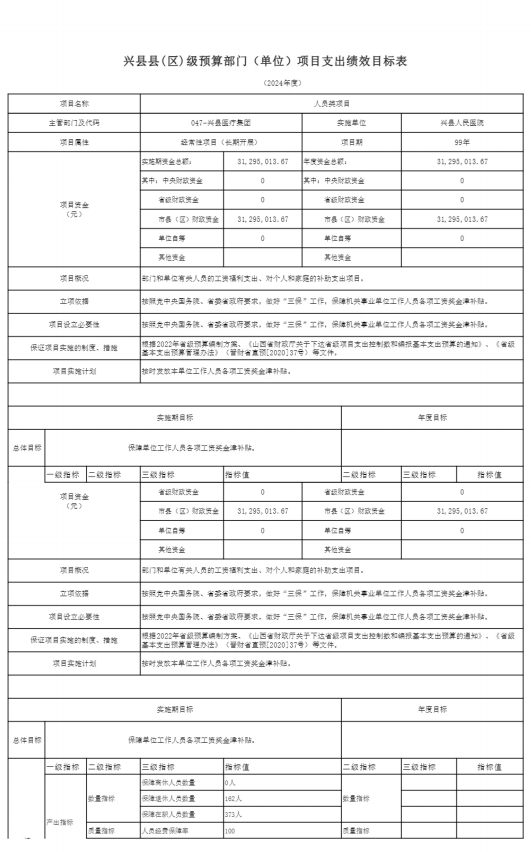 兴县县(区)级预算部门（单位）项目支出绩效目标表
（2024年度）
项目名称 人员类项目
主管部门及代码 047-兴县医疗集团 实施单位 兴县人民医院
项目属性 经常性项目（长期开展） 项目期 99年
项目资金（元） 实施期资金总额： 31,295,013.67 年度资金总额： 31,295,013.67
其中：中央财政资金 0 其中：中央财政资金 0
省级财政资金 0 省级财政资金 0
市县（区）财政资金 31,295,013.67 市县（区）财政资金 31,295,013.67
单位自筹 0 单位自筹 0
其他资金 其他资金
项目概况 部门和单位有关人员的工资福利支出、对个人和家庭的补助支出项目。
立项依据 按照党中央国务院、省委省政府要求，做好“三保”工作，保障机关事业单位工作人员各项工资奖金津补贴。
项目设立必要性 按照党中央国务院、省委省政府要求，做好“三保”工作，保障机关事业单位工作人员各项工资奖金津补贴。
保证项目实施的制度、措施 根据2022年省级预算编制方案、《山西省财政厅关于下达省级项目支出控制数和编报基本支出预算的通知》、《省级
基本支出预算管理办法》（晋财省直预[2020]37号）等文件。
项目实施计划 按时发放本单位工作人员各项工资奖金津补贴。
实施期目标 年度目标
总体目标 保障单位工作人员各项工资奖金津补贴。
一级指标 二级指标 三级指标 指标值 二级指标 三级指标 指标值
项目资金（元） 省级财政资金 0 省级财政资金 0
市县（区）财政资金 31,295,013.67 市县（区）财政资金 31,295,013.67
单位自筹 0 单位自筹 0
其他资金 其他资金
项目概况 部门和单位有关人员的工资福利支出、对个人和家庭的补助支出项目。
立项依据 按照党中央国务院、省委省政府要求，做好“三保”工作，保障机关事业单位工作人员各项工资奖金津补贴。
项目设立必要性 按照党中央国务院、省委省政府要求，做好“三保”工作，保障机关事业单位工作人员各项工资奖金津补贴。
保证项目实施的制度、措施 根据2022年省级预算编制方案、《山西省财政厅关于下达省级项目支出控制数和编报基本支出预算的通知》、《省级
基本支出预算管理办法》（晋财省直预[2020]37号）等文件。
项目实施计划 按时发放本单位工作人员各项工资奖金津补贴。
实施期目标 年度目标
总体目标 保障单位工作人员各项工资奖金津补贴。
一级指标 二级指标 三级指标 指标值 二级指标 三级指标 指标值
产出指标 数量指标 保障离休人员数量 0人 数量指标
保障退休人员数量 162人
保障在职人员数量 373人
质量指标 人员经费保障率 100 质量指标